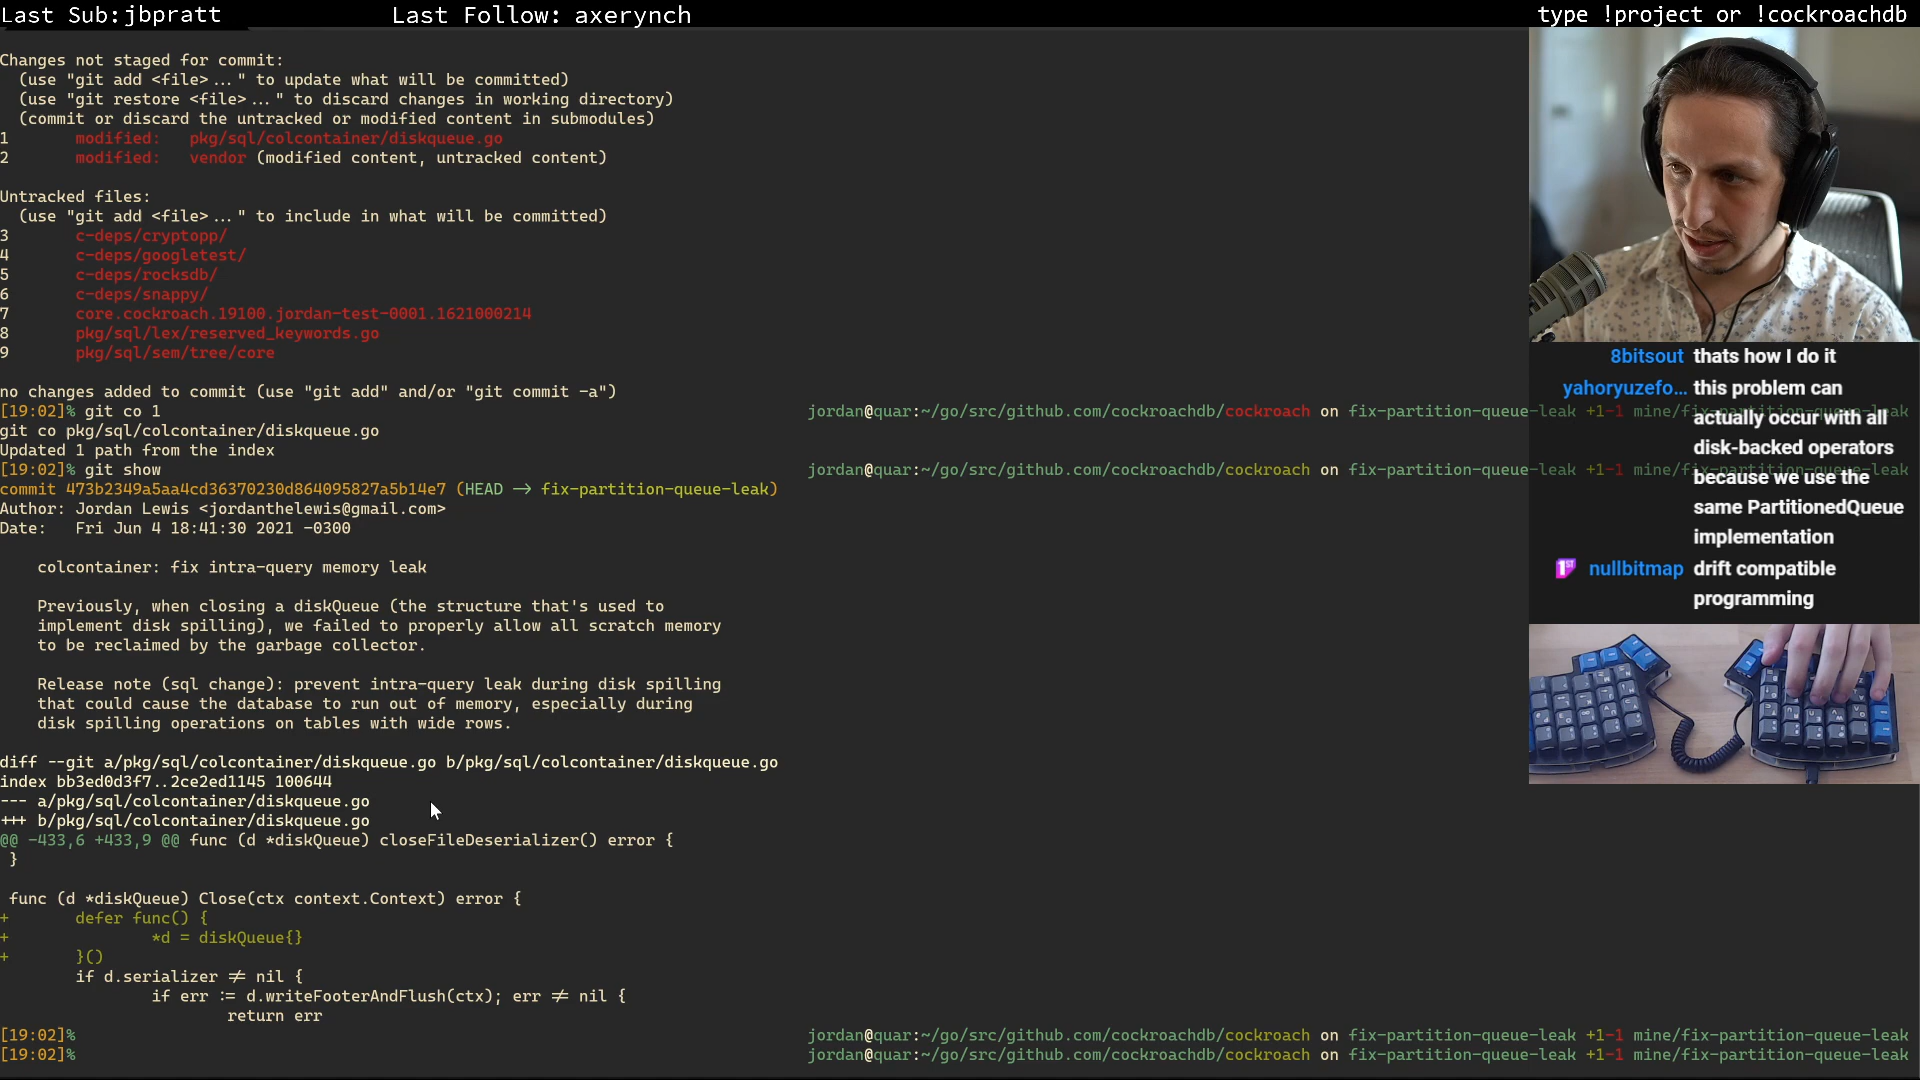 Last Sub:jbpratt
Last Follow: axerynch
type !project or !cockroachdb
Changes not staged for commit:
(use "git add <file>..." to update what will be committed)
(use "git restore <file>..." to discard changes in working directory)
(commit or discard the untracked or modified content in submodules)
1 modified: pkg/sql/colcontainer/diskqueue.go
2 modified: vendor (modified content, untracked content)
Untracked files:
(use "git add <file>..." to include in what will be committed)
3 c-deps/cryptopp/
4 c-deps/googletest/
5 c-deps/rocksdb/
6 c-deps/snappy/
7 core.cockroach.19100.jordan-test-0001.1621000214
8 pkg/sql/lex/reserved_keywords.go
9 pkg/sql/sem/tree/core
no changes added to commit (use "git add" and/or "git commit -a")
[19:02]% git co 1 jordan@quar:~/go/src/github.com/cockroachdb/cockroach on fix-partition-queue-leak +1-1 mine/fix-partition-queue-leak
git co pkg/sql/colcontainer/diskqueue.go
Updated 1 path from the index
[19:02]% git show jordan@quar:~/go/src/github.com/cockroachdb/cockroach on fix-partition-queue-leak +1-1 mine/fix-partition-queue-leak
commit 473b2349a5aa4cd36370230d864095827a5b14e7 (HEAD -> fix-partition-queue-leak)
Author: Jordan Lewis <jordanthelewis@gmail.com>
Date: Fri Jun 4 18:41:30 2021 -0300
colcontainer: fix intra-query memory leak
Previously, when closing a diskQueue (the structure that's used to
implement disk spilling), we failed to properly allow all scratch memory
to be reclaimed by the garbage collector.
Release note (sql change): prevent intra-query leak during disk spilling
that could cause the database to run out of memory, especially during
disk spilling operations on tables with wide rows.
diff --git a/pkg/sql/colcontainer/diskqueue.go b/pkg/sql/colcontainer/diskqueue.go
index bb3ed0d3f7..2ce2ed1145 100644
--- a/pkg/sql/colcontainer/diskqueue.go
+++ b/pkg/sql/colcontainer/diskqueue.go
@@ -433,6 +433,9 @@ func (d *diskQueue) closeFileDeserializer() error {
}
func (d *diskQueue) Close(ctx context.Context) error {
+ defer func() {
+ *d = diskQueue{}
+ }()
if d.serializer != nil {
if err := d.writeFooterAndFlush(ctx); err != nil {
return err
[19:02]% jordan@quar:~/go/src/github.com/cockroachdb/cockroach on fix-partition-queue-leak +1-1 mine/fix-partition-queue-leak
[19:02]% jordan@quar:~/go/src/github.com/cockroachdb/cockroach on fix-partition-queue-leak +1-1 mine/fix-partition-queue-leak
8bitsout thats how I do it
yahoryuzefo... this problem can
actually occur with all
disk-backed operators
because we use the
same PartitionedQueue
implementation
1ST nullbitmap drift compatible
programming